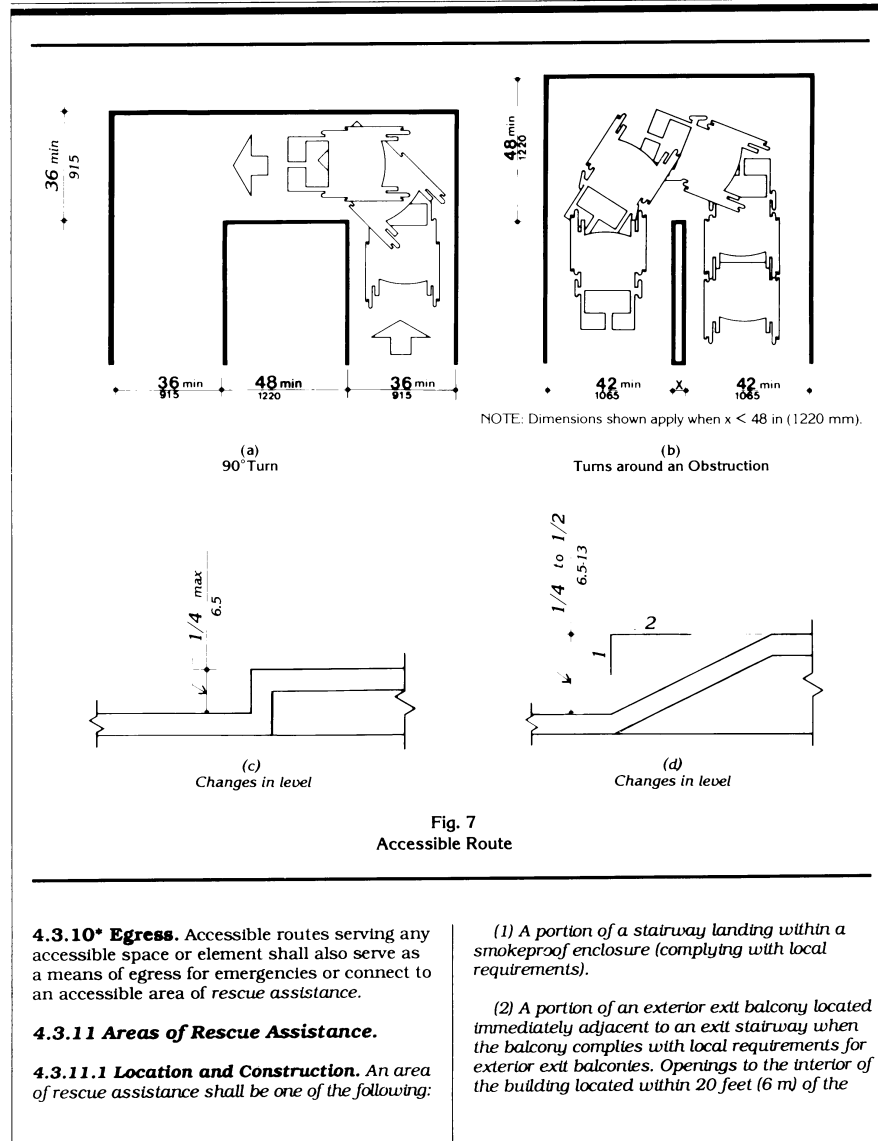 36 min
915
48 min
1220
36 min
915
48 min
1220
36 min
915
42 min
1065
x
42 min
1065
NOTE: Dimensions shown apply when x < 48 in (1220 mm).
(a)
90° Turn
(b)
Turns around an Obstruction
1/4 max
6.5
1/4 to 1/2
6.5-13
2
1
(c)
Changes in level
(d)
Changes in level
Fig. 7
Accessible Route
4.3.10* Egress. Accessible routes serving any
accessible space or element shall also serve as
a means of egress for emergencies or connect to
an accessible area of rescue assistance.
4.3.11 Areas of Rescue Assistance.
4.3.11.1 Location and Construction. An area
of rescue assistance shall be one of the following:
(1) A portion of a stairway landing within a
smokeproof enclosure (complying with local
requirements).
(2) A portion of an exterior exit balcony located
immediately adjacent to an exit stairway when
the balcony complies with local requirements for
exterior exit balconies. Openings to the interior of
the building located within 20 feet (6 m) of the